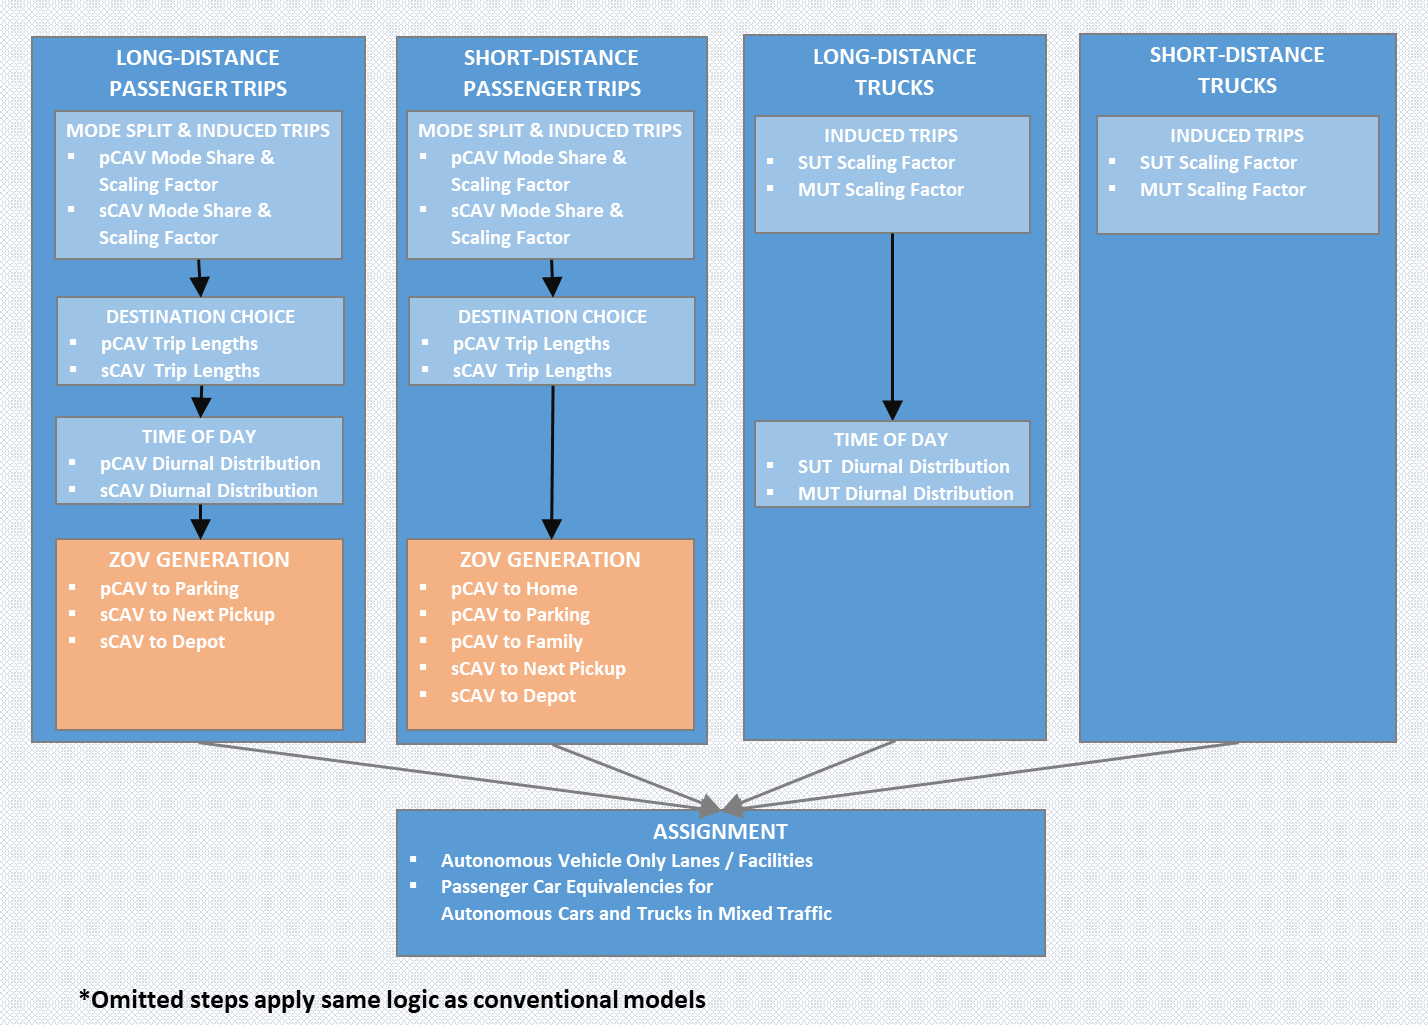 LONG-DISTANCE
PASSENGER TRIPS
MODE SPLIT & INDUCED TRIPS
▪ pCAV Mode Share &
Scaling Factor
▪ sCAV Mode Share &
Scaling Factor
DESTINATION CHOICE
▪ pCAV Trip Lengths
▪ sCAV Trip Lengths
TIME OF DAY
▪ pCAV Diurnal Distribution
▪ sCAV Diurnal Distribution
ZOV GENERATION
▪ pCAV to Parking
▪ sCAV to Next Pickup
▪ sCAV to Depot
SHORT-DISTANCE
PASSENGER TRIPS
MODE SPLIT & INDUCED TRIPS
▪ pCAV Mode Share &
Scaling Factor
▪ sCAV Mode Share &
Scaling Factor
DESTINATION CHOICE
▪ pCAV Trip Lengths
▪ sCAV Trip Lengths
ZOV GENERATION
▪ pCAV to Home
▪ pCAV to Parking
▪ pCAV to Family
▪ sCAV to Next Pickup
▪ sCAV to Depot
LONG-DISTANCE
TRUCKS
INDUCED TRIPS
▪ SUT Scaling Factor
▪ MUT Scaling Factor
TIME OF DAY
▪ SUT Diurnal Distribution
▪ MUT Diurnal Distribution
SHORT-DISTANCE
TRUCKS
INDUCED TRIPS
▪ SUT Scaling Factor
▪ MUT Scaling Factor
ASSIGNMENT
▪ Autonomous Vehicle Only Lanes / Facilities
▪ Passenger Car Equivalencies for
Autonomous Cars and Trucks in Mixed Traffic
*Omitted steps apply same logic as conventional models